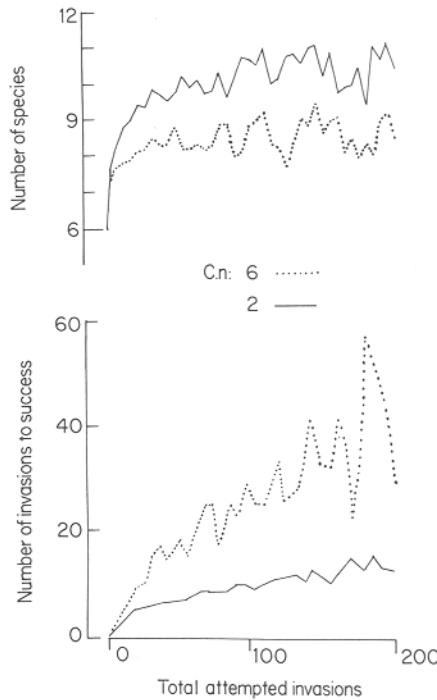 Number of species
12
9
6
C.n: 6
2
Number of invasions to success
60
40
20
0
0
100
200
Total attempted invasions